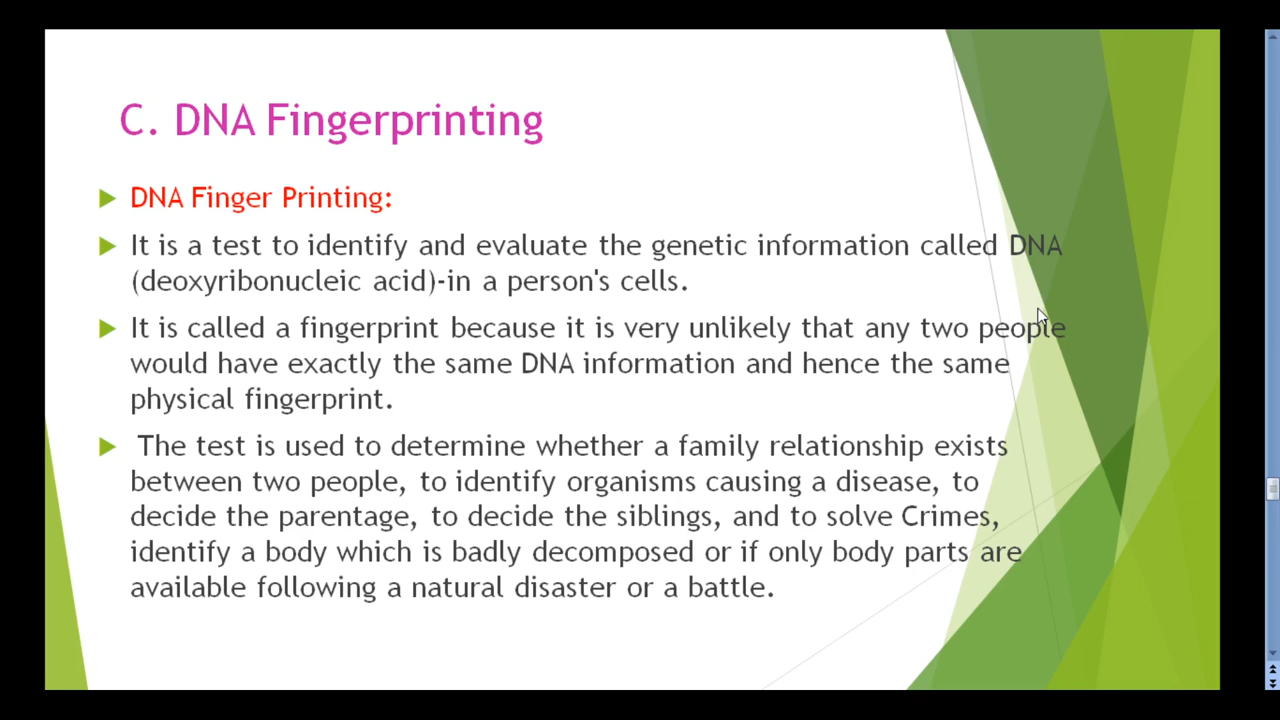 C. DNA Fingerprinting
DNA Finger Printing:
It is a test to identify and evaluate the genetic information called DNA
(deoxyribonucleic acid)-in a person's cells.
It is called a fingerprint because it is very unlikely that any two people
would have exactly the same DNA information and hence the same
physical fingerprint.
The test is used to determine whether a family relationship exists
between two people, to identify organisms causing a disease, to
decide the parentage, to decide the siblings, and to solve Crimes,
identify a body which is badly decomposed or if only body parts are
available following a natural disaster or a battle.